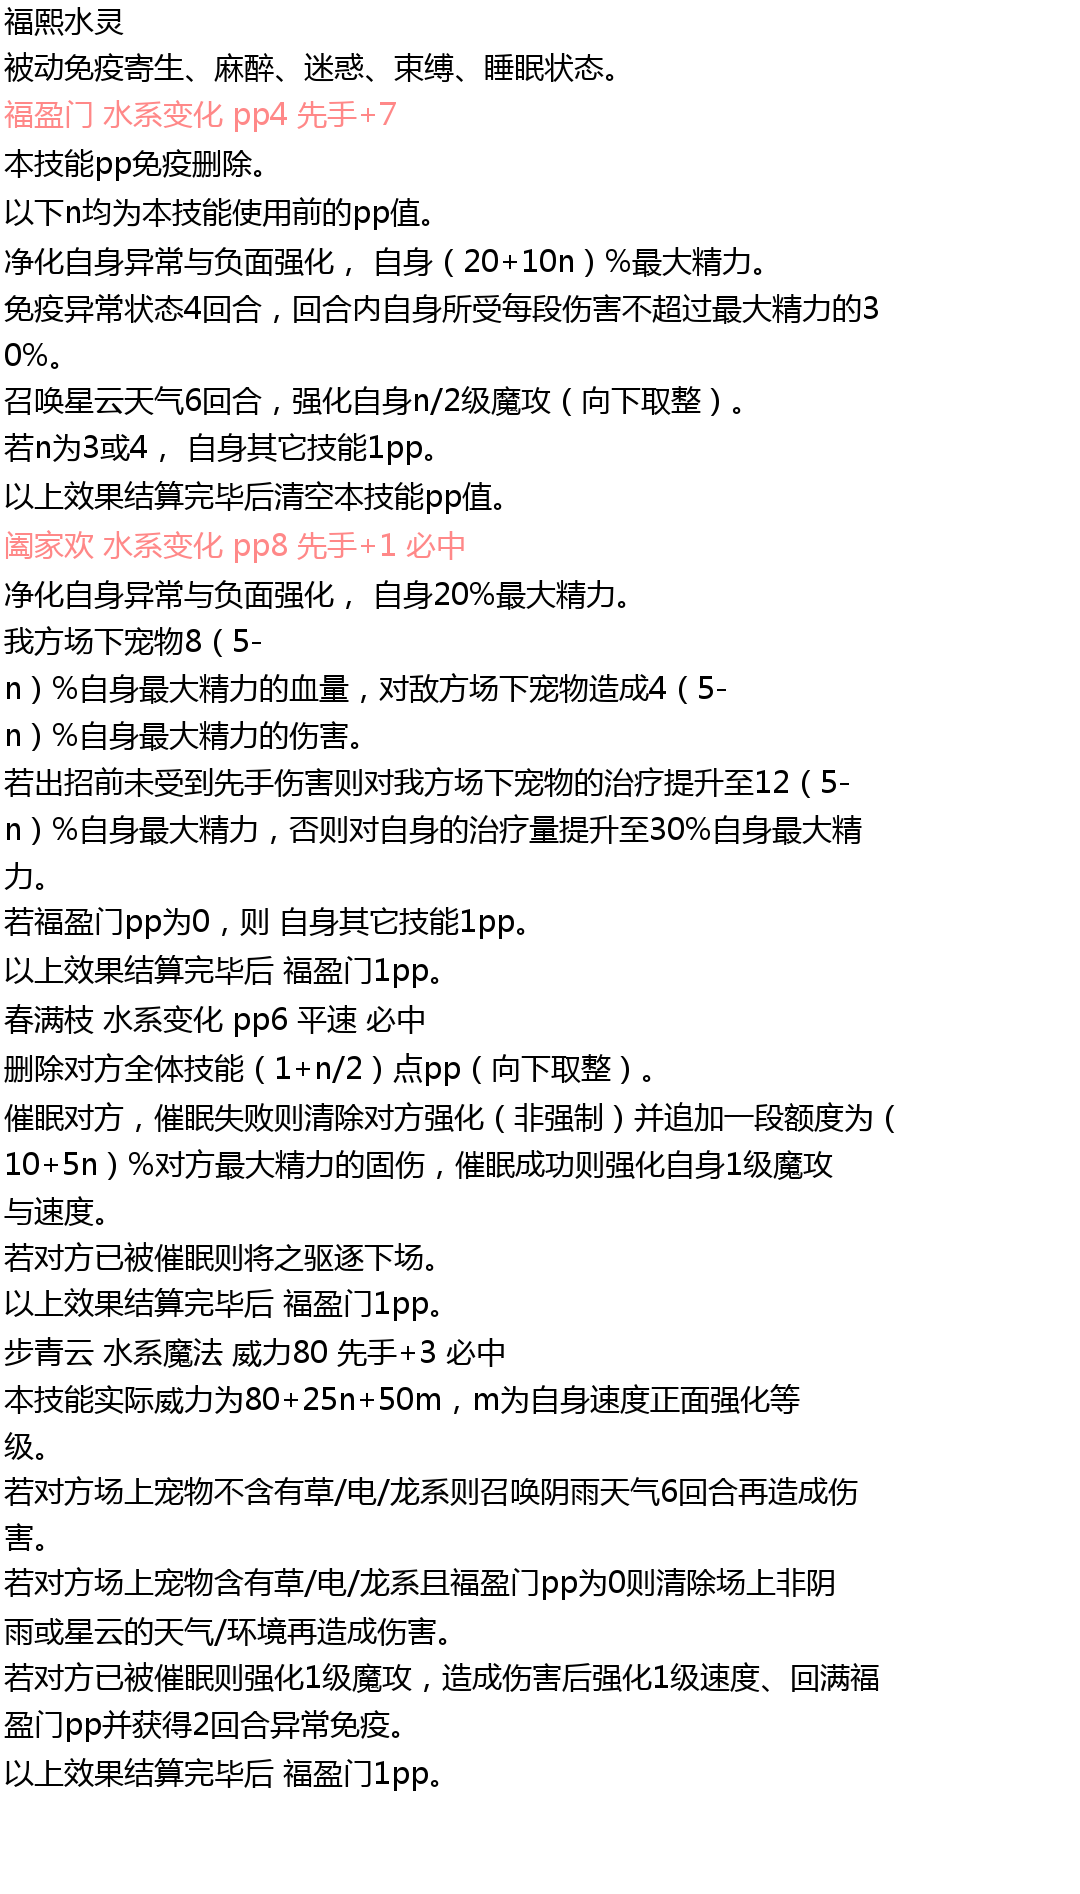 福熙水灵
被动免疫寄生、麻醉、迷惑、束缚、睡眠状态。
福盈门 水系变化 pp4 先手+7
本技能pp免疫删除。
以下n均为本技能使用前的pp值。
净化自身异常与负面强化， 自身（20+10n）%最大精力。
免疫异常状态4回合，回合内自身所受每段伤害不超过最大精力的3
0%。
召唤星云天气6回合，强化自身n/2级魔攻（向下取整）。
若n为3或4， 自身其它技能1pp。
以上效果结算完毕后清空本技能pp值。
阖家欢 水系变化 pp8 先手+1 必中
净化自身异常与负面强化， 自身20%最大精力。
我方场下宠物8（5-
n）%自身最大精力的血量，对敌方场下宠物造成4（5-
n）%自身最大精力的伤害。
若出招前未受到先手伤害则对我方场下宠物的治疗提升至12（5-
n）%自身最大精力，否则对自身的治疗量提升至30%自身最大精
力。
若福盈门pp为0，则 自身其它技能1pp。
以上效果结算完毕后 福盈门1pp。
春满枝 水系变化 pp6 平速 必中
删除对方全体技能（1+n/2）点pp（向下取整）。
催眠对方，催眠失败则清除对方强化（非强制）并追加一段额度为（
10+5n）%对方最大精力的固伤，催眠成功则强化自身1级魔攻
与速度。
若对方已被催眠则将之驱逐下场。
以上效果结算完毕后 福盈门1pp。
步青云 水系魔法 威力80 先手+3 必中
本技能实际威力为80+25n+50m，m为自身速度正面强化等
级。
若对方场上宠物不含有草/电/龙系则召唤阴雨天气6回合再造成伤
害。
若对方场上宠物含有草/电/龙系且福盈门pp为0则清除场上非阴
雨或星云的天气/环境再造成伤害。
若对方已被催眠则强化1级魔攻，造成伤害后强化1级速度、回满福
盈门pp并获得2回合异常免疫。
以上效果结算完毕后 福盈门1pp。